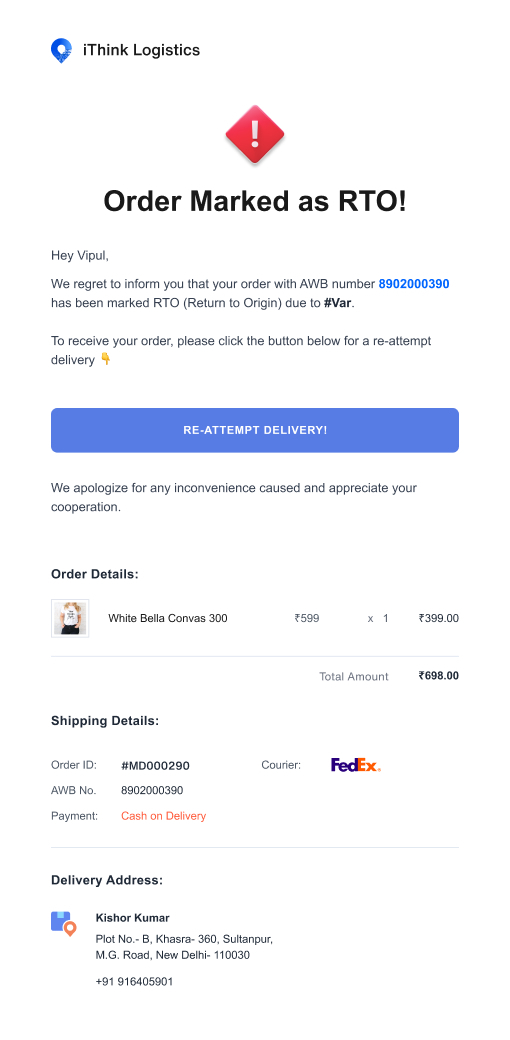 iThink Logistics
Order Marked as RTO!
Hey Vipul,
We regret to inform you that your order with AWB number 8902000390
has been marked RTO (Return to Origin) due to #Var.
To receive your order, please click the button below for a re-attempt
delivery 👇
RE-ATTEMPT DELIVERY!
We apologize for any inconvenience caused and appreciate your
cooperation.
Order Details:
White Bella Convas 300 ₹599 x 1 ₹399.00
Total Amount ₹698.00
Shipping Details:
Order ID: #MD000290 Courier: FedEx
AWB No. 8902000390
Payment: Cash on Delivery
Delivery Address:
Kishor Kumar
Plot No.- B, Khasra- 360, Sultanpur,
M.G. Road, New Delhi- 110030
+91 916405901